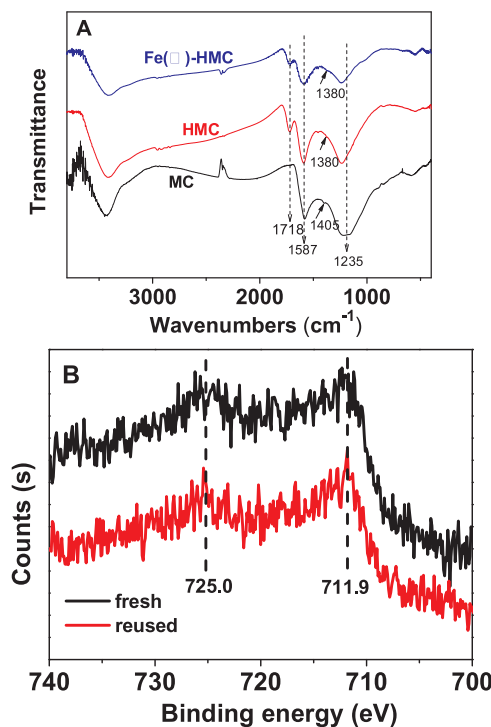 A
Fe(□)-HMC
1380
HMC
1380
MC
1405
1718
1587
1235
Transmittance
3000 2000 1000
Wavenumbers (cm⁻¹)
B
Counts (s)
725.0
711.9
fresh
reused
740 730 720 710 700
Binding energy (eV)